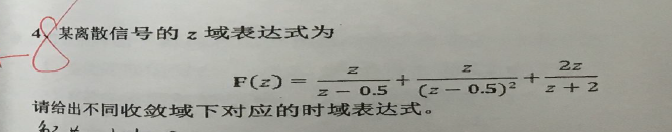 4、某离散信号的 z 域表达式为
F(z) = z/(z − 0.5) + z/(z − 0.5)² + 2z/(z + 2)
请给出不同收敛域下对应的时域表达式。
-8